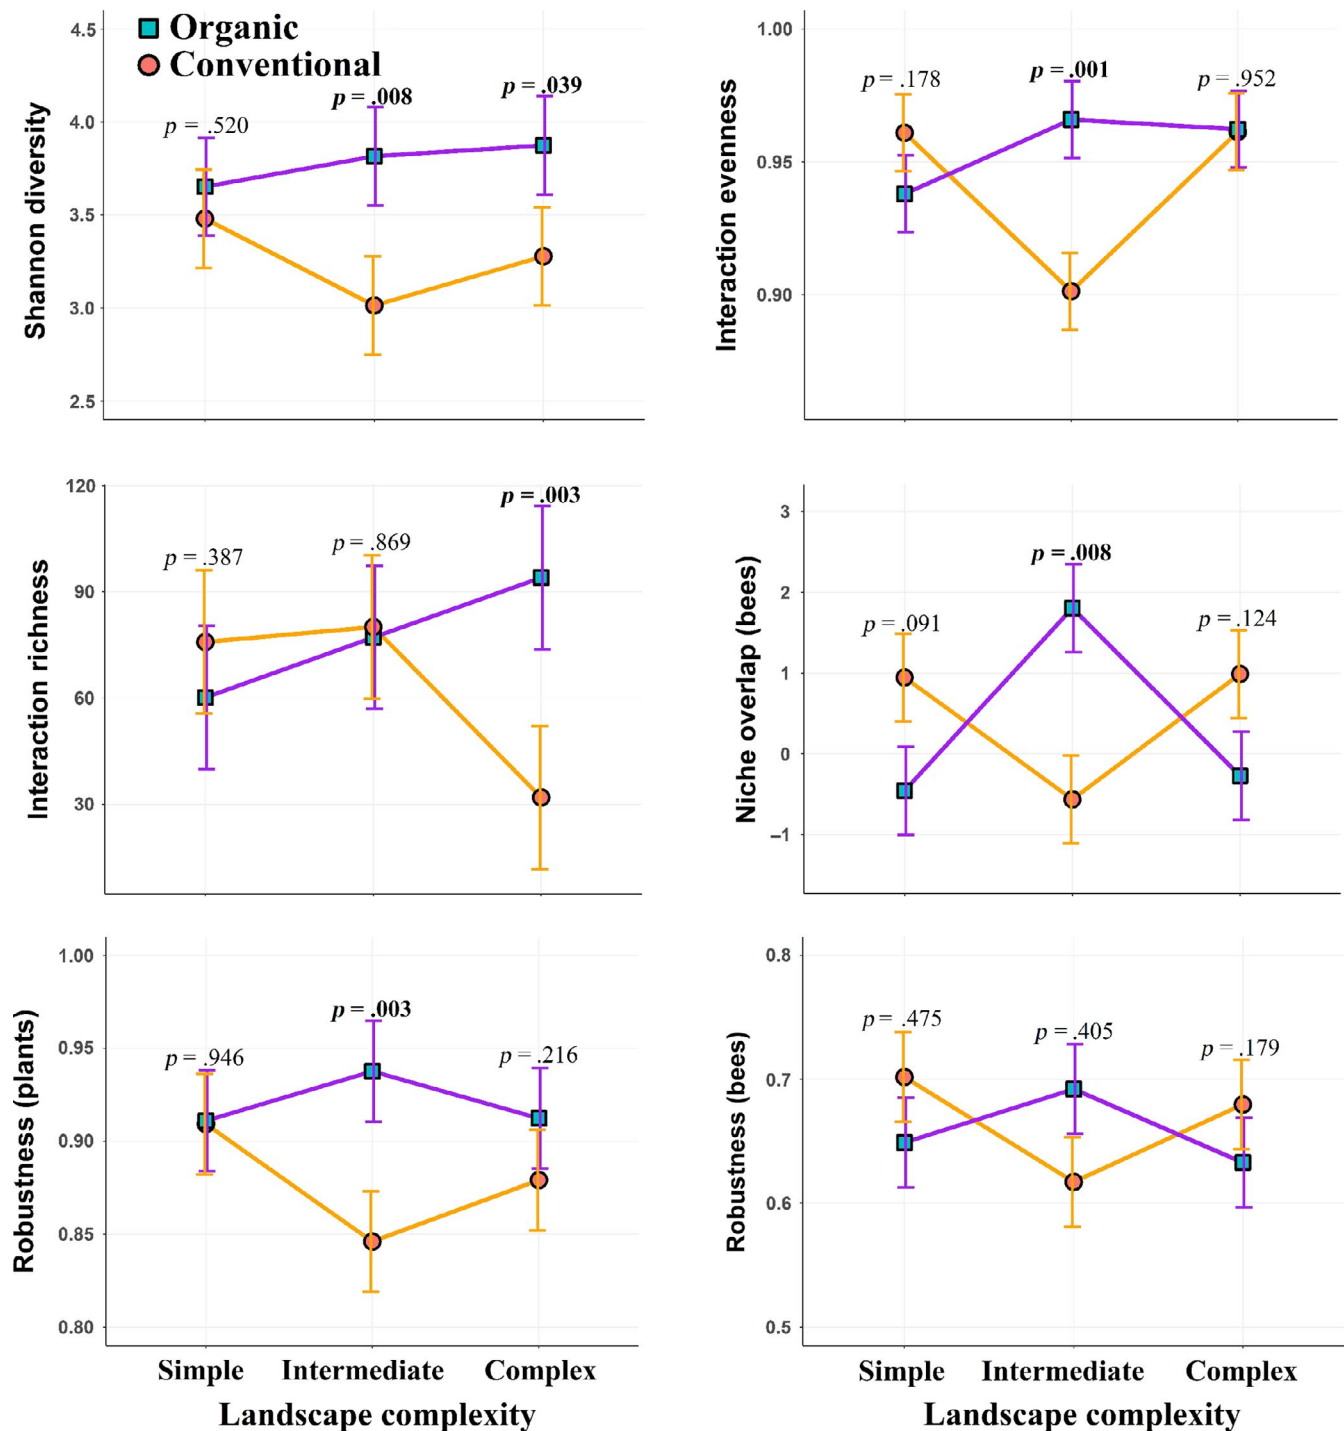 Organic
Conventional
Shannon diversity
4.5
4.0
3.5
3.0
2.5
p = .520
p = .008
p = .039
Interaction evenness
1.00
0.95
0.90
p = .178
p = .001
p = .952
Interaction richness
120
90
60
30
p = .387
p = .869
p = .003
Niche overlap (bees)
3
2
1
0
−1
p = .091
p = .008
p = .124
Robustness (plants)
1.00
0.95
0.90
0.85
0.80
p = .946
p = .003
p = .216
Simple Intermediate Complex
Landscape complexity
Robustness (bees)
0.8
0.7
0.6
0.5
p = .475
p = .405
p = .179
Simple Intermediate Complex
Landscape complexity